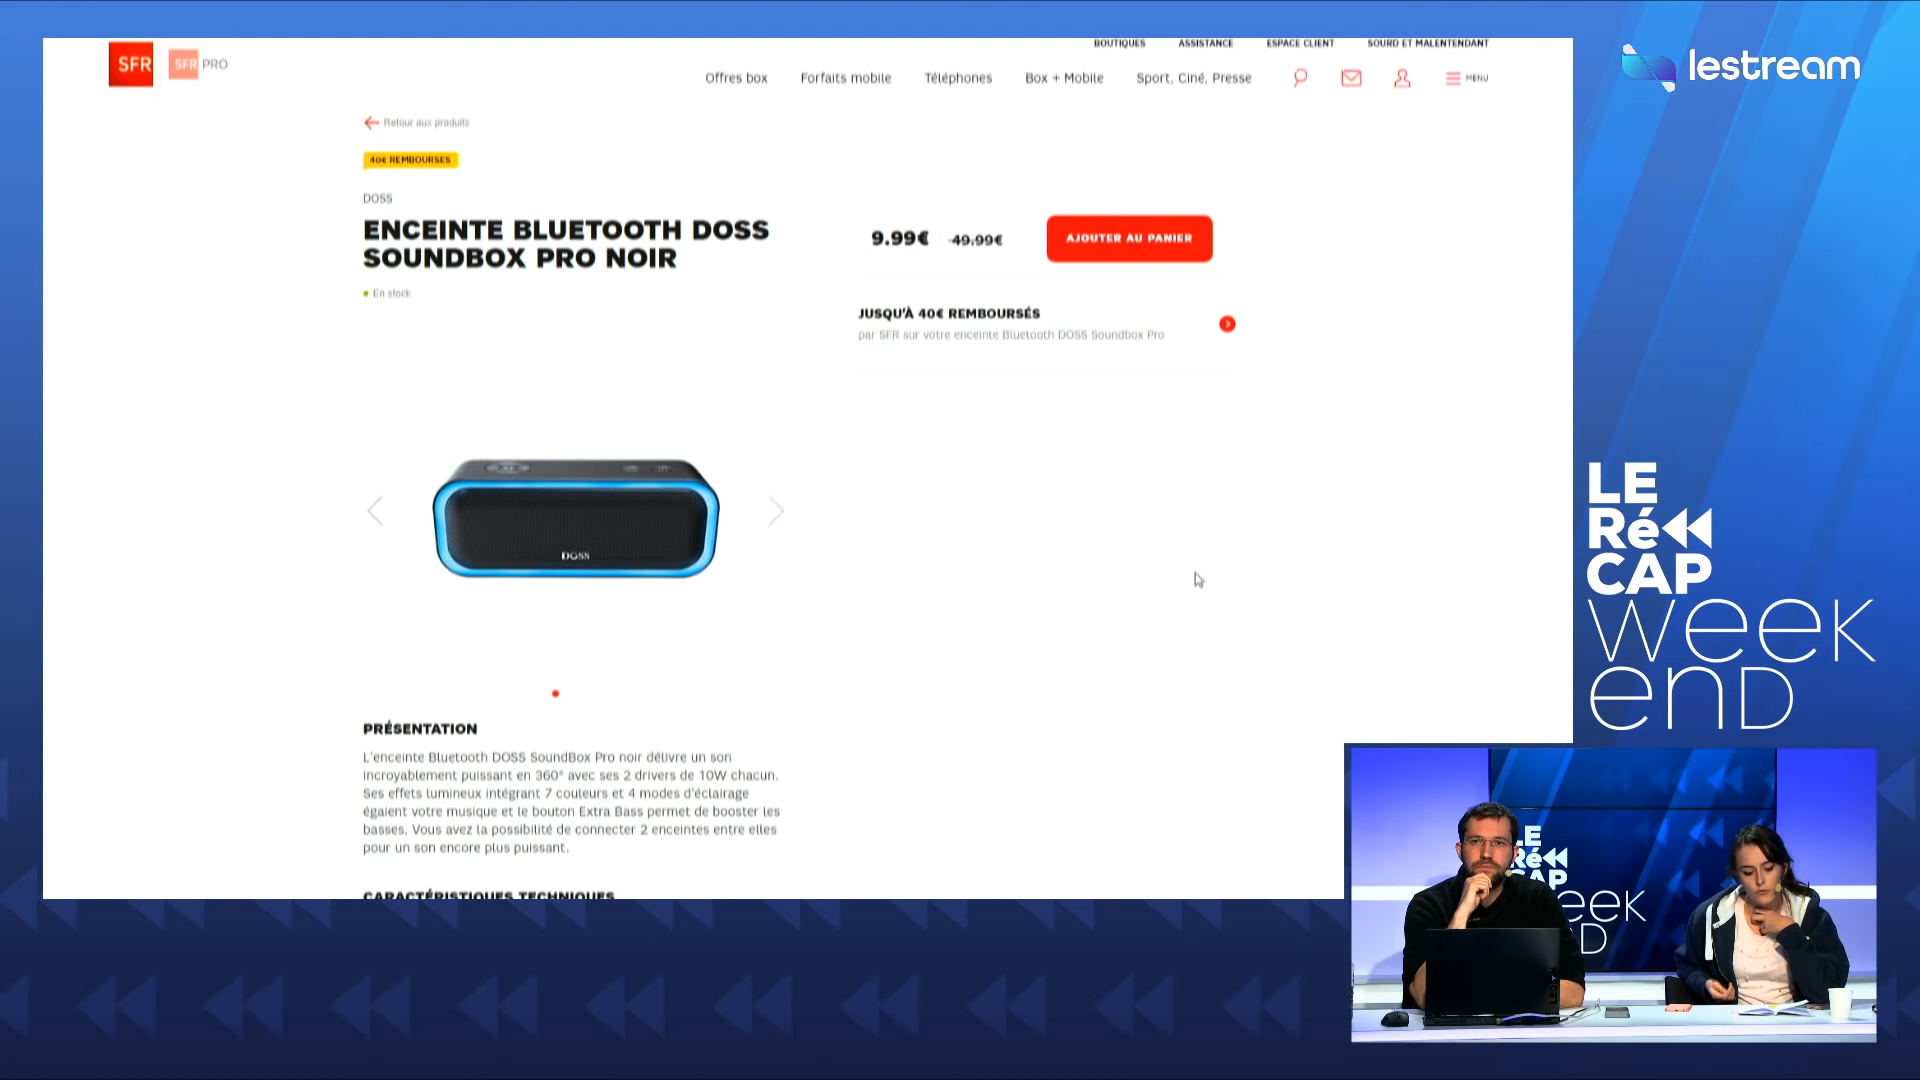 SFR
SFR PRO
BOUTIQUES
ASSISTANCE
ESPACE CLIENT
SOURD ET MALENTENDANT
Offres box
Forfaits mobile
Téléphones
Box + Mobile
Sport, Ciné, Presse
MENU
lestream
Retour aux produits
40€ REMBOURSÉS
DOSS
ENCEINTE BLUETOOTH DOSS
SOUNDBOX PRO NOIR
9.99€ 49.99€
AJOUTER AU PANIER
En stock
JUSQU'À 40€ REMBOURSÉS
par SFR sur votre enceinte Bluetooth DOSS Soundbox Pro
DOSS
LE
Ré
CAP
week
enD
PRÉSENTATION
L'enceinte Bluetooth DOSS SoundBox Pro noir délivre un son
incroyablement puissant en 360° avec ses 2 drivers de 10W chacun.
Ses effets lumineux intégrant 7 couleurs et 4 modes d'éclairage
égaient votre musique et le bouton Extra Bass permet de booster les
basses. Vous avez la possibilité de connecter 2 enceintes entre elles
pour un son encore plus puissant.
CARACTÉRISTIQUES TECHNIQUES
LE
Ré
CAP
eek
D